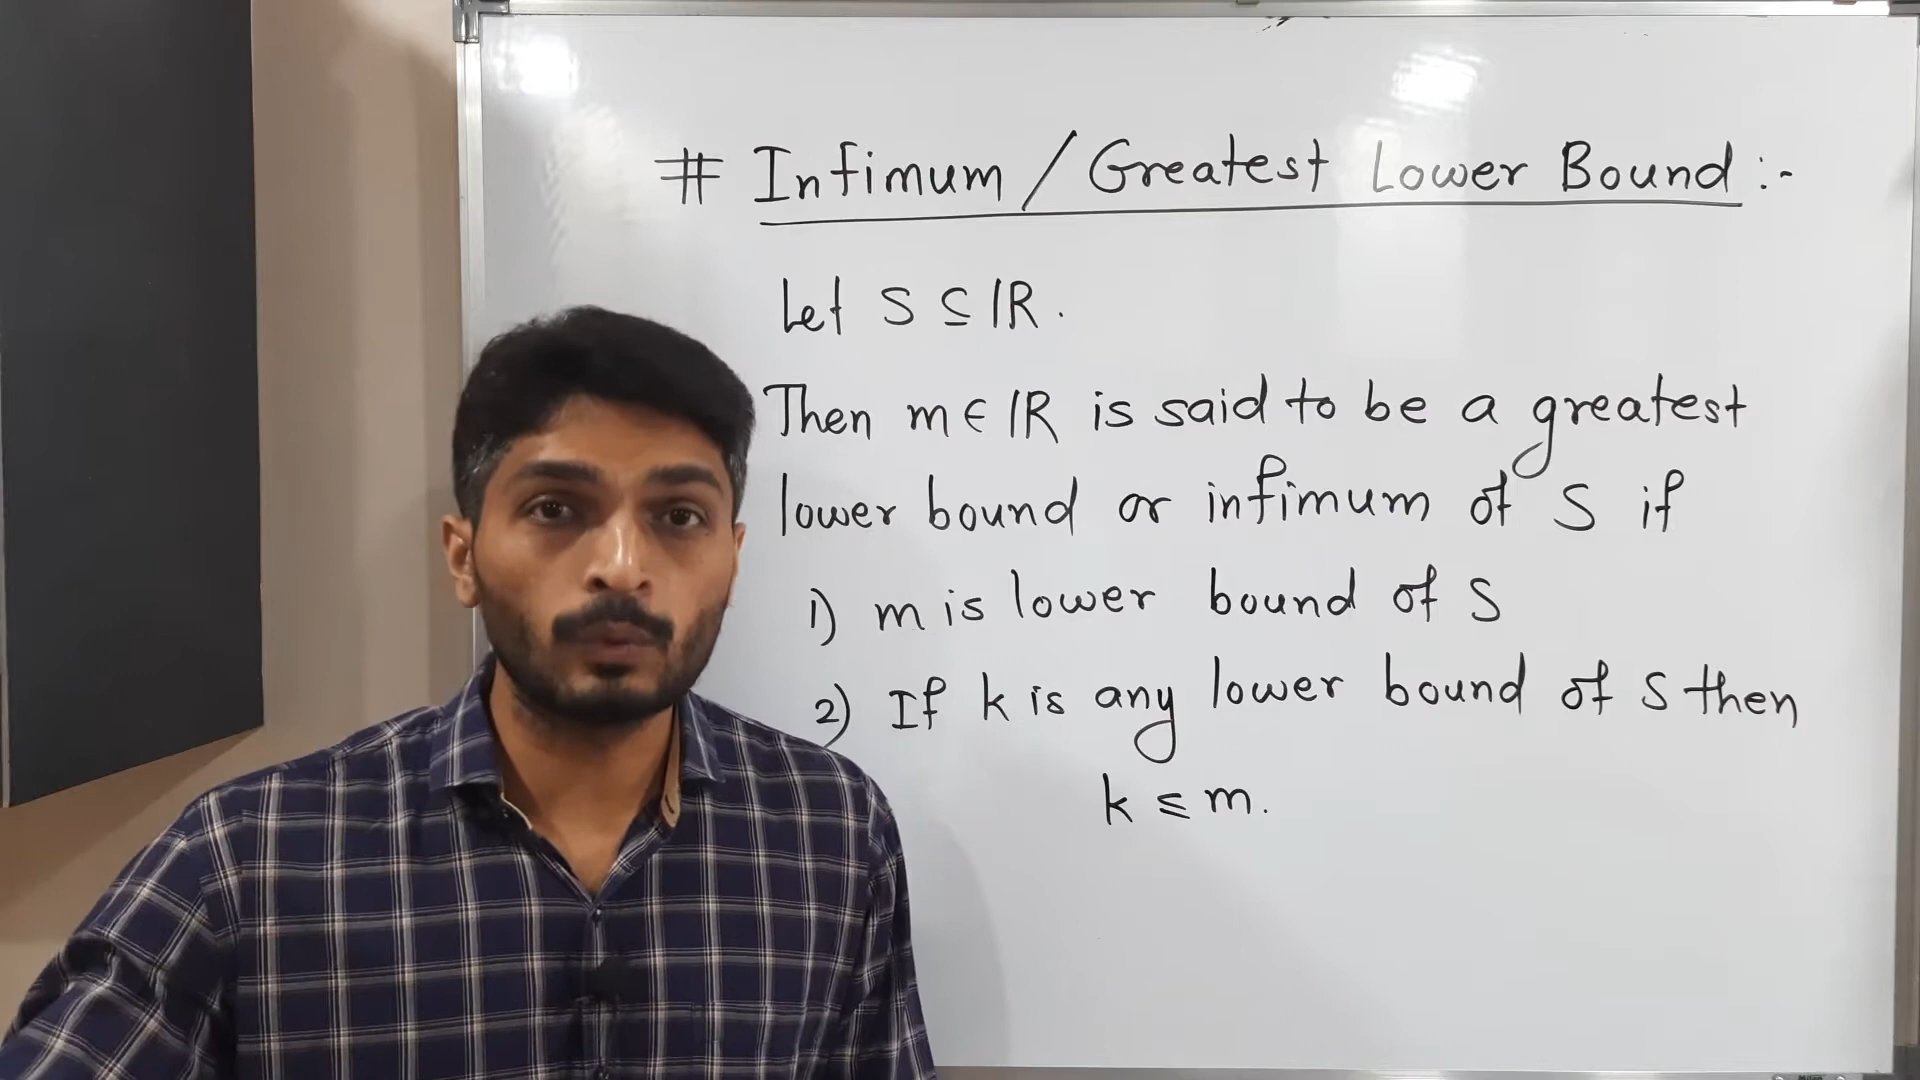 # Infimum / Greatest Lower Bound :-
Let S ⊆ ℝ.
Then m ∈ ℝ is said to be a greatest
lower bound or infimum of S if
1) m is lower bound of S
2) If k is any lower bound of S then
k ≤ m.